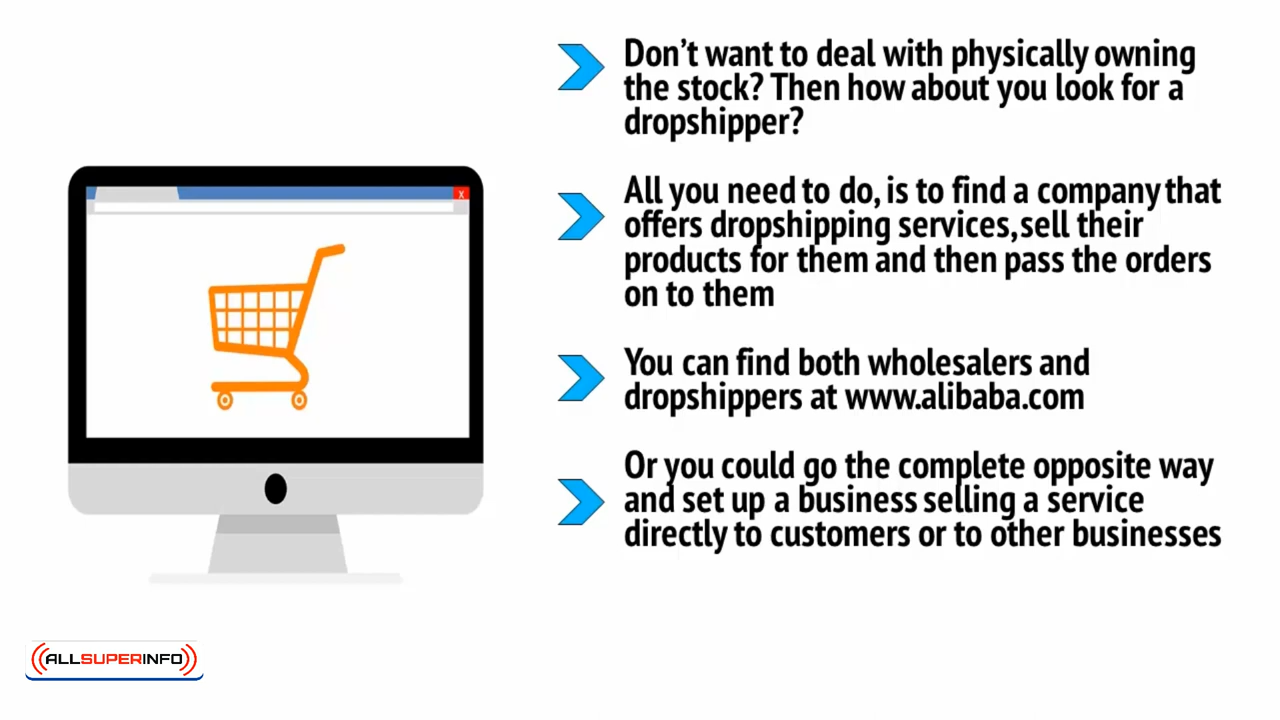 Don’t want to deal with physically owning
the stock? Then how about you look for a
dropshipper?
All you need to do, is to find a company that
offers dropshipping services, sell their
products for them and then pass the orders
on to them
You can find both wholesalers and
dropshippers at www.alibaba.com
Or you could go the complete opposite way
and set up a business selling a service
directly to customers or to other businesses
X
ALLSUPERINFO